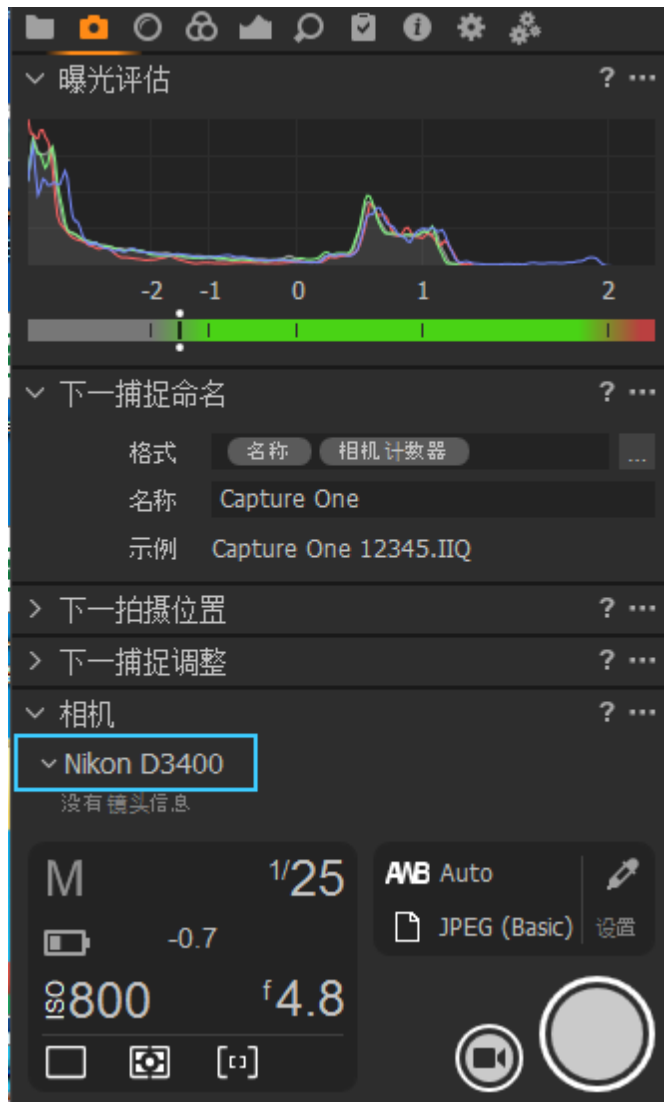 曝光评估 ? ...
-2 -1 0 1 2
下一捕捉命名 ? ...
格式 名称 相机计数器 ...
名称 Capture One
示例 Capture One 12345.IIQ
下一拍摄位置 ? ...
下一捕捉调整 ? ...
相机 ? ...
Nikon D3400
没有镜头信息
M 1/25 AWB Auto
-0.7 JPEG (Basic) 设置
ISO 800 f4.8